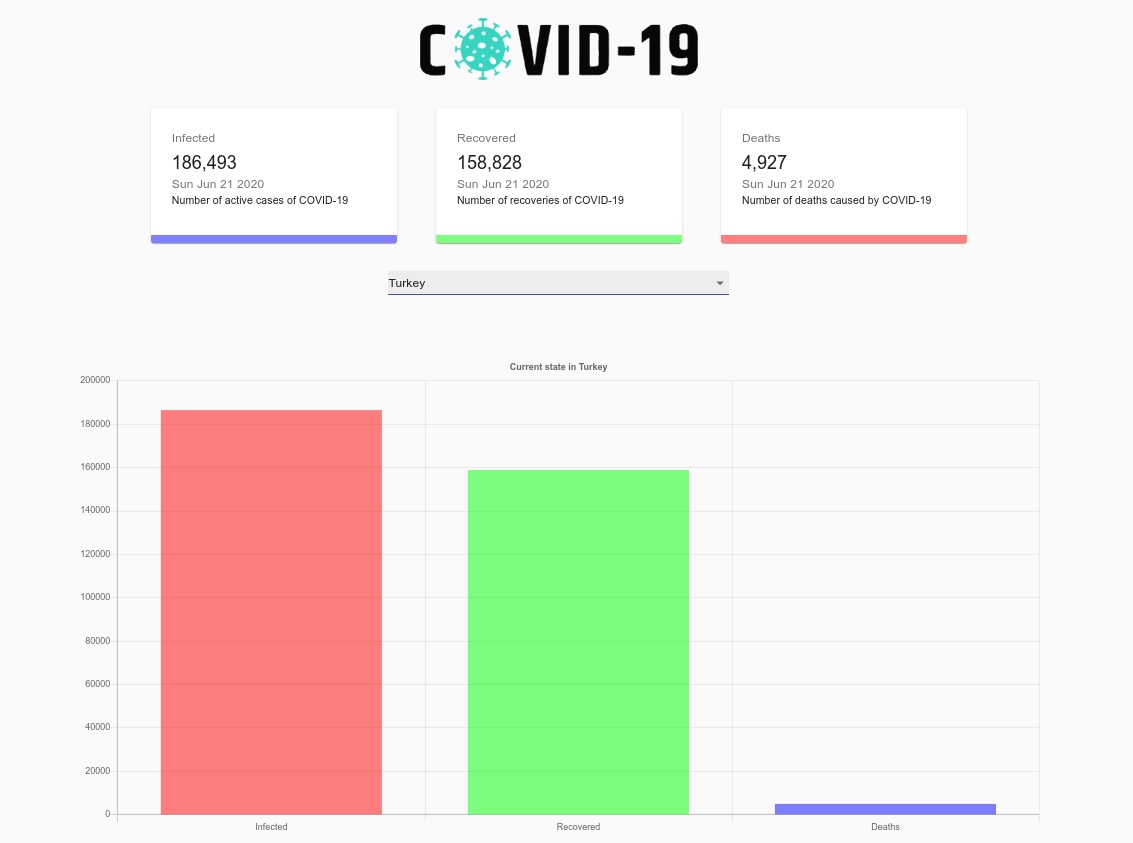 COVID-19
Infected
186,493
Sun Jun 21 2020
Number of active cases of COVID-19
Recovered
158,828
Sun Jun 21 2020
Number of recoveries of COVID-19
Deaths
4,927
Sun Jun 21 2020
Number of deaths caused by COVID-19
Turkey
Current state in Turkey
200000
180000
160000
140000
120000
100000
80000
60000
40000
20000
0
Infected
Recovered
Deaths